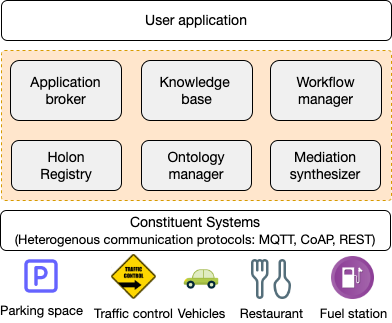 User application
Application
broker
Knowledge
base
Workflow
manager
Holon
Registry
Ontology
manager
Mediation
synthesizer
Constituent Systems
(Heterogenous communication protocols: MQTT, CoAP, REST)
P
TRAFFIC
CONTROL
Parking space
Traffic control
Vehicles
Restaurant
Fuel station